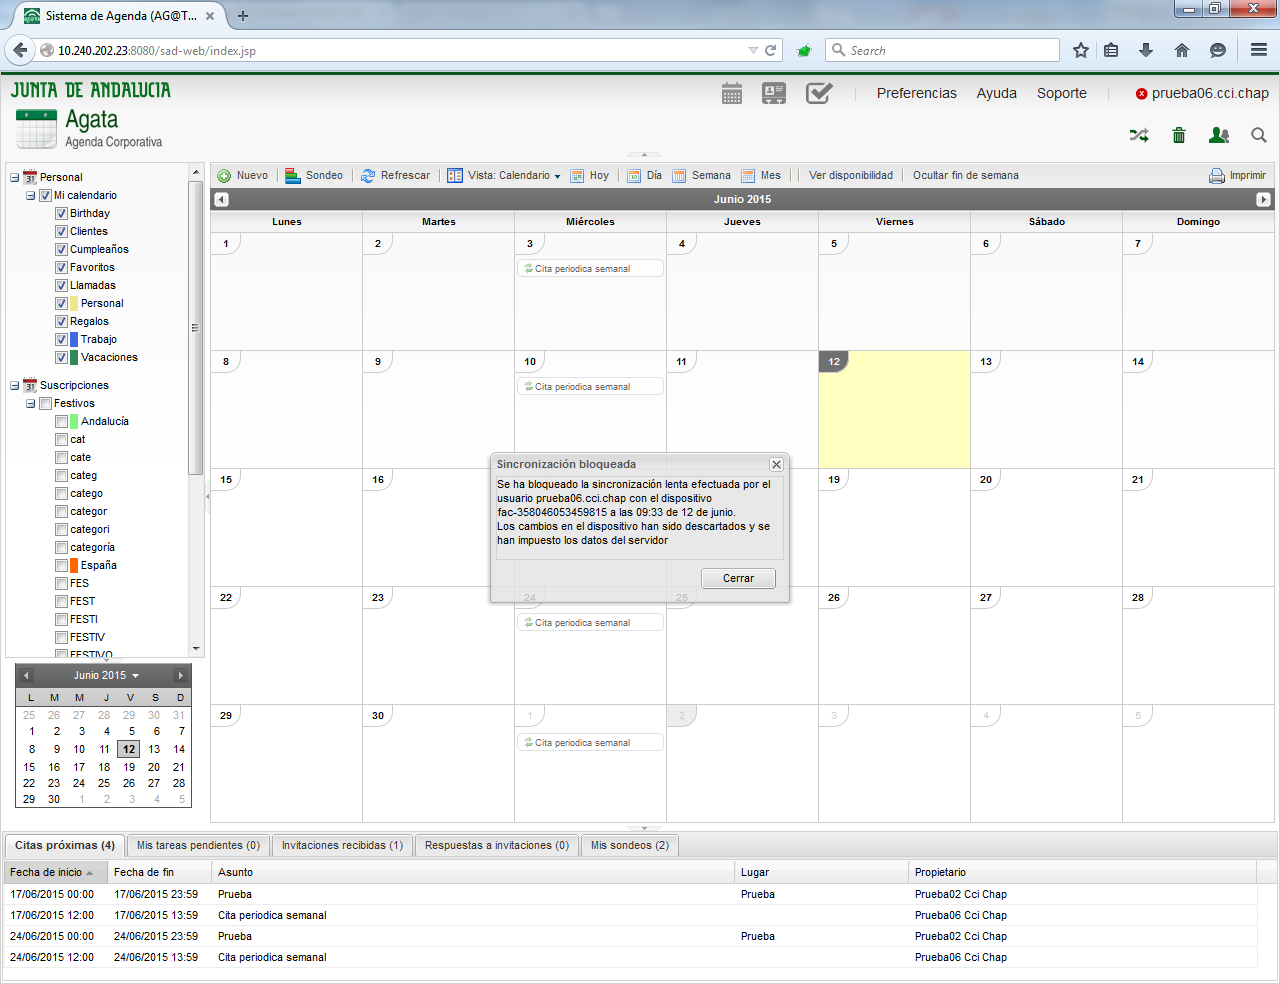 Sistema de Agenda (AG@T...
10.240.202.23:8080/sad-web/index.jsp
Search
JUNTA DE ANDALUCIA
Agata
Agenda Corporativa
Preferencias Ayuda Soporte prueba06.cci.chap
Personal
Mi calendario
Birthday
Clientes
Cumpleaños
Favoritos
Llamadas
Personal
Regalos
Trabajo
Vacaciones
Suscripciones
Festivos
Andalucía
cat
cate
categ
catego
categor
categori
categoría
España
FES
FEST
FESTI
FESTIV
FESTIVO
Junio 2015
L M M J V S D
25 26 27 28 29 30 31
1 2 3 4 5 6 7
8 9 10 11 12 13 14
15 16 17 18 19 20 21
22 23 24 25 26 27 28
29 30 1 2 3 4 5
Nuevo Sondeo Refrescar Vista: Calendario Hoy Día Semana Mes Ver disponibilidad Ocultar fin de semana Imprimir
Junio 2015
Lunes Martes Miércoles Jueves Viernes Sábado Domingo
1 2 3 4 5 6 7
Cita periodica semanal
8 9 10 11 12 13 14
Cita periodica semanal
15 16 19 20 21
Sincronización bloqueada
Se ha bloqueado la sincronización lenta efectuada por el
usuario prueba06.cci.chap con el dispositivo
fac-358046053459815 a las 09:33 de 12 de junio.
Los cambios en el dispositivo han sido descartados y se
han impuesto los datos del servidor
Cerrar
22 23 24 25 26 27 28
Cita periodica semanal
29 30 1 2 3 4 5
Cita periodica semanal
Citas próximas (4) Mis tareas pendientes (0) Invitaciones recibidas (1) Respuestas a invitaciones (0) Mis sondeos (2)
Fecha de inicio Fecha de fin Asunto Lugar Propietario
17/06/2015 00:00 17/06/2015 23:59 Prueba Prueba Prueba02 Cci Chap
17/06/2015 12:00 17/06/2015 13:59 Cita periodica semanal Prueba06 Cci Chap
24/06/2015 00:00 24/06/2015 23:59 Prueba Prueba Prueba02 Cci Chap
24/06/2015 12:00 24/06/2015 13:59 Cita periodica semanal Prueba06 Cci Chap